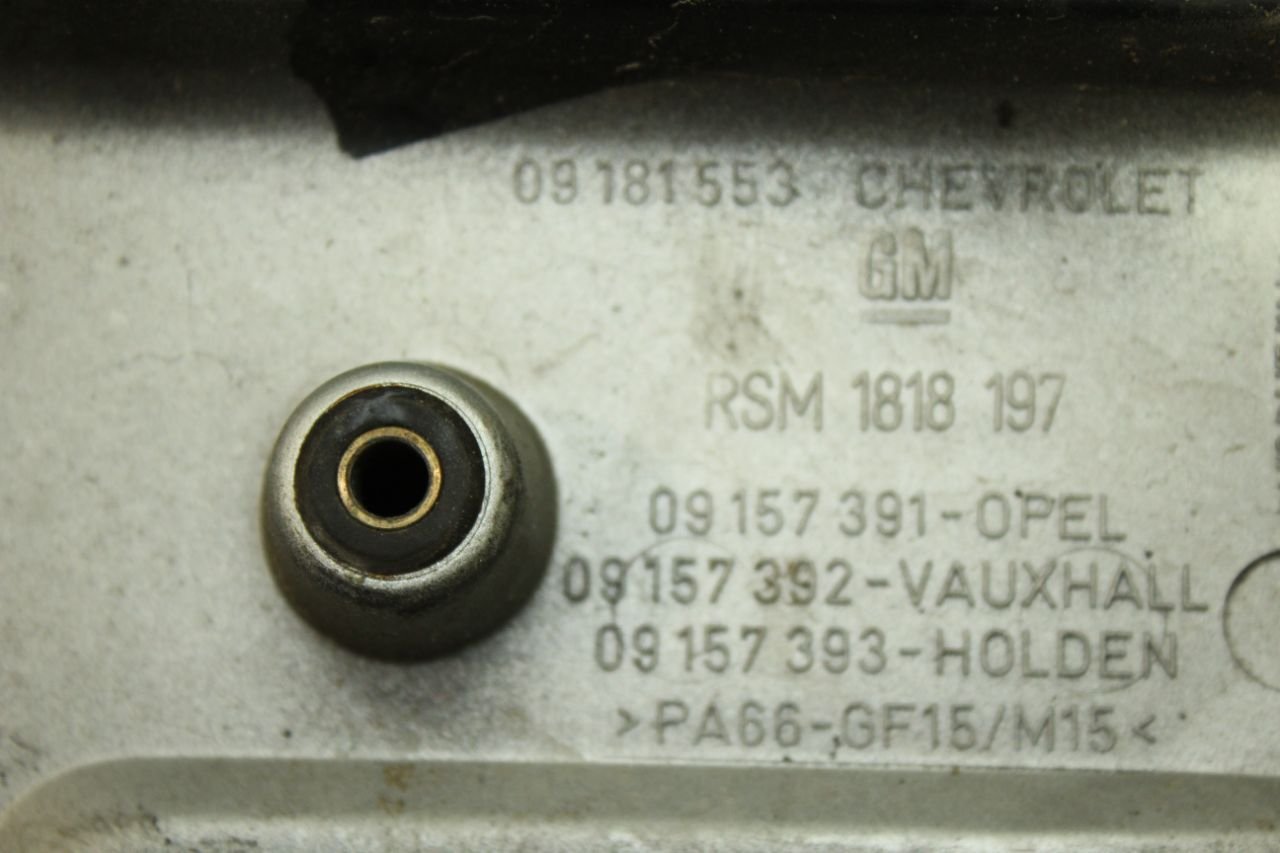 09 181 553 CHEVROLET
GM
RSM 1818 197
09 157 391-OPEL
09 157 392-VAUXHALL
09 157 393-HOLDEN
>PA66-GF15/M15<